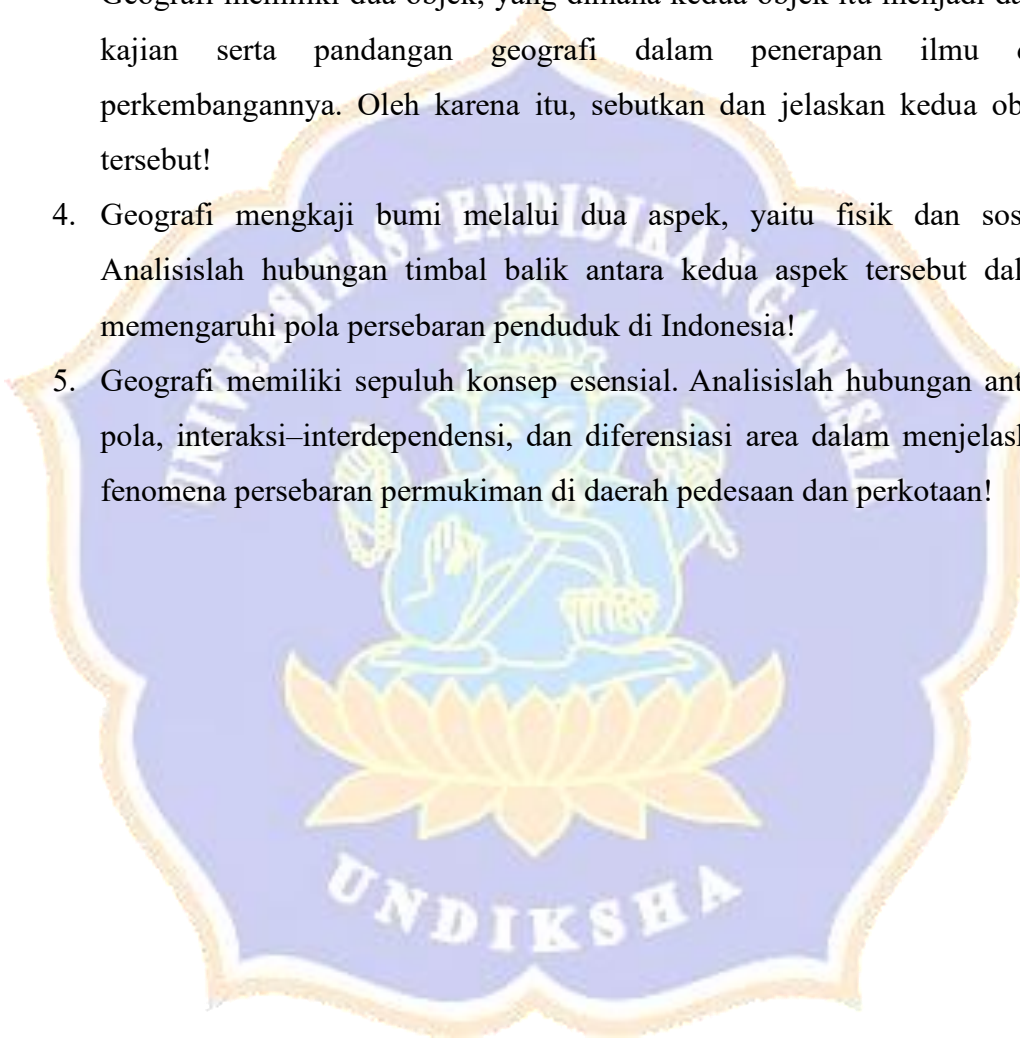 kajian serta pandangan geografi dalam penerapan ilmu
perkembangannya. Oleh karena itu, sebutkan dan jelaskan kedua
tersebut!
4. Geografi mengkaji bumi melalui dua aspek, yaitu fisik dan
Analisislah hubungan timbal balik antara kedua aspek tersebut
memengaruhi pola persebaran penduduk di Indonesia!
5. Geografi memiliki sepuluh konsep esensial. Analisislah hubungan
pola, interaksi–interdependensi, dan diferensiasi area dalam
fenomena persebaran permukiman di daerah pedesaan dan perkotaan!
UNIVERSITAS PENDIDIKAN GANESHA
UNDIKSHA